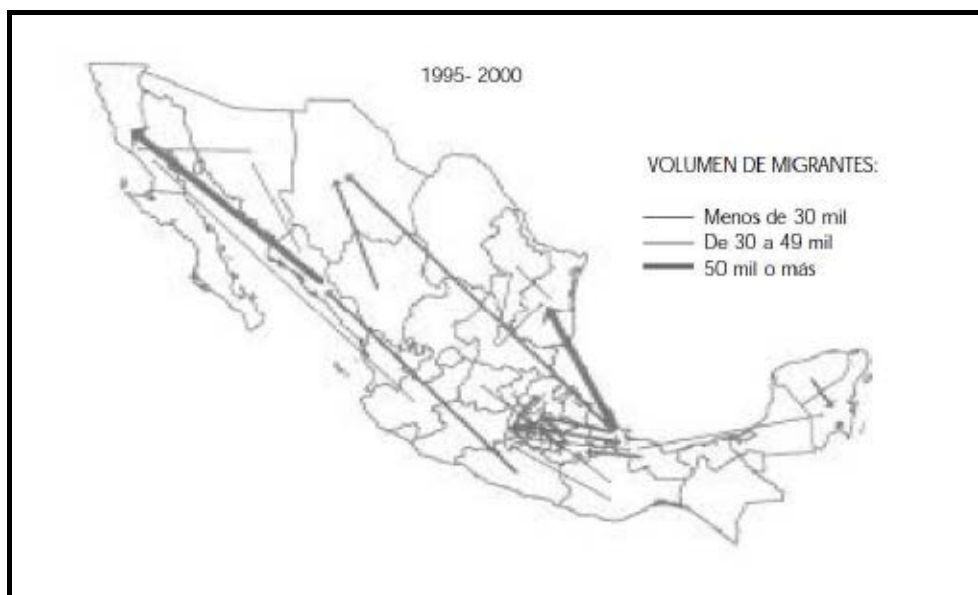 1995- 2000
VOLUMEN DE MIGRANTES:
Menos de 30 mil
De 30 a 49 mil
50 mil o más